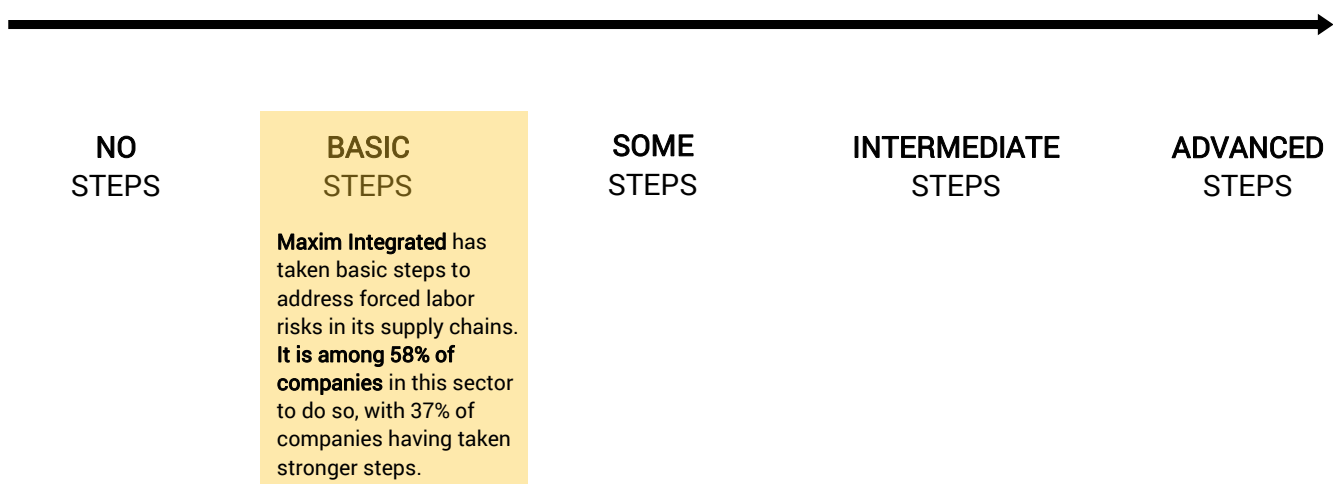 NO
STEPS
BASIC
STEPS
SOME
STEPS
INTERMEDIATE
STEPS
ADVANCED
STEPS
Maxim Integrated has
taken basic steps to
address forced labor
risks in its supply chains.
It is among 58% of
companies in this sector
to do so, with 37% of
companies having taken
stronger steps.